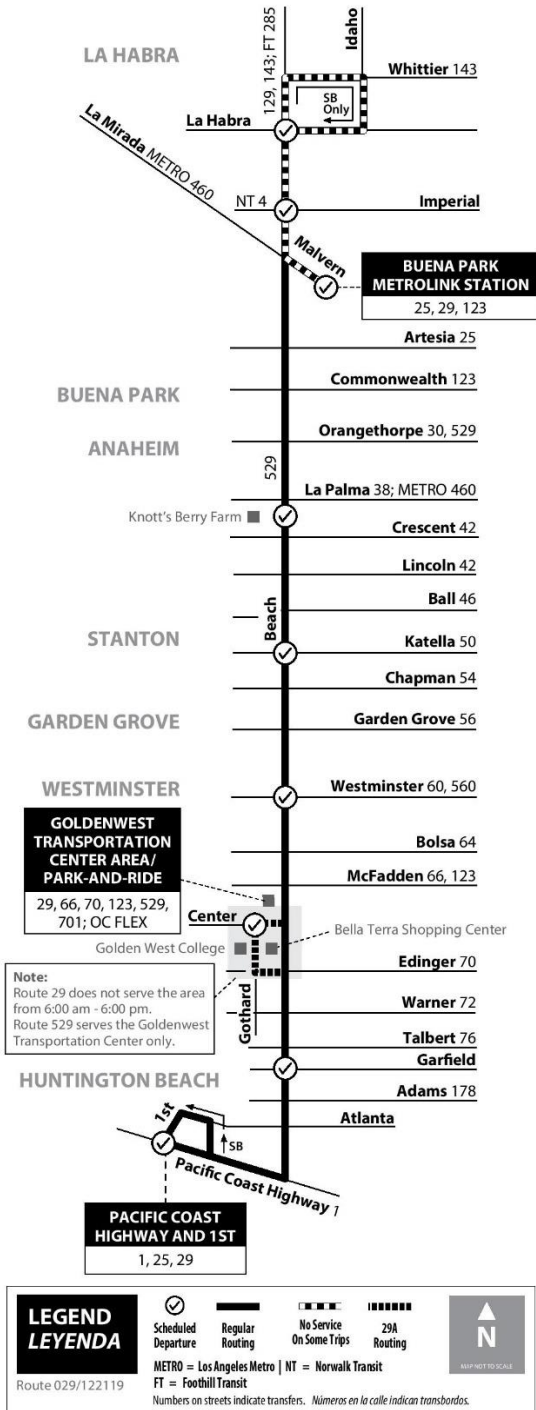 LA HABRA
129, 143; FT 285
Idaho
Whittier 143
SB
Only
La Habra
La Mirada METRO 460
NT 4
Imperial
Malvern
BUENA PARK
METROLINK STATION
25, 29, 123
Artesia 25
Commonwealth 123
BUENA PARK
Orangethorpe 30, 529
ANAHEIM
529
La Palma 38; METRO 460
Knott's Berry Farm
Crescent 42
Lincoln 42
Ball 46
Beach
STANTON
Katella 50
Chapman 54
GARDEN GROVE
Garden Grove 56
WESTMINSTER
Westminster 60, 560
GOLDENWEST
TRANSPORTATION
CENTER AREA/
PARK-AND-RIDE
29, 66, 70, 123, 529,
701; OC FLEX
Bolsa 64
McFadden 66, 123
Center
Bella Terra Shopping Center
Golden West College
Edinger 70
Note:
Route 29 does not serve the area
from 6:00 am - 6:00 pm.
Route 529 serves the Goldenwest
Transportation Center only.
Gothard
Warner 72
Talbert 76
Garfield
HUNTINGTON BEACH
Adams 178
Atlanta
1st
SB
Pacific Coast Highway 1
PACIFIC COAST
HIGHWAY AND 1ST
1, 25, 29
LEGEND
LEYENDA
Route 029/122119
Scheduled
Departure
Regular
Routing
No Service
On Some Trips
29A
Routing
METRO = Los Angeles Metro | NT = Norwalk Transit
FT = Foothill Transit
Numbers on streets indicate transfers. Números en la calle indican transbordos.
N
MAP NOT TO SCALE